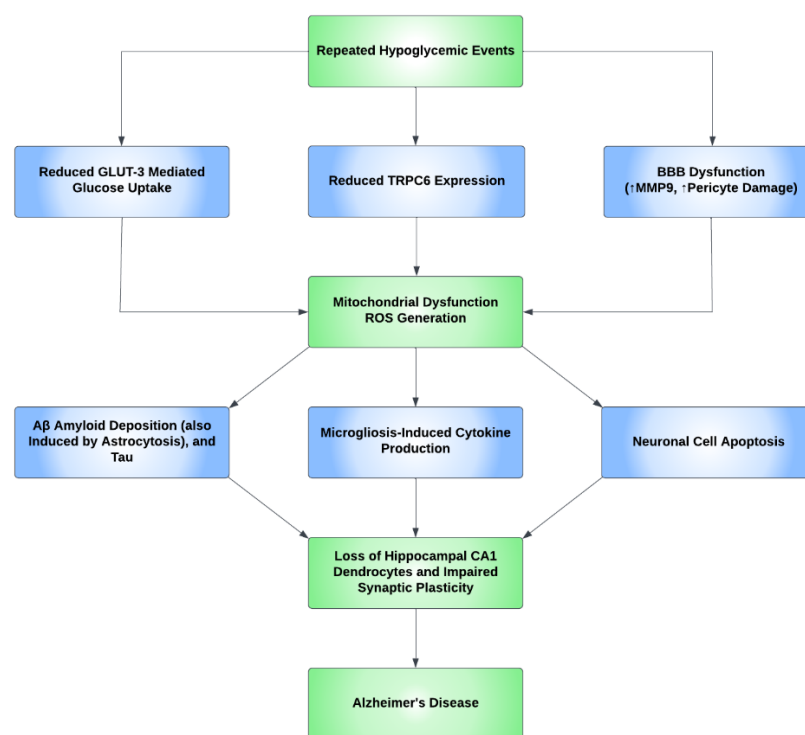 Repeated Hypoglycemic Events
Reduced GLUT-3 Mediated
Glucose Uptake
Reduced TRPC6 Expression
BBB Dysfunction
(↑MMP9, ↑Pericyte Damage)
Mitochondrial Dysfunction
ROS Generation
Aβ Amyloid Deposition (also
Induced by Astrocytosis), and
Tau
Microgliosis-Induced Cytokine
Production
Neuronal Cell Apoptosis
Loss of Hippocampal CA1
Dendrocytes and Impaired
Synaptic Plasticity
Alzheimer's Disease